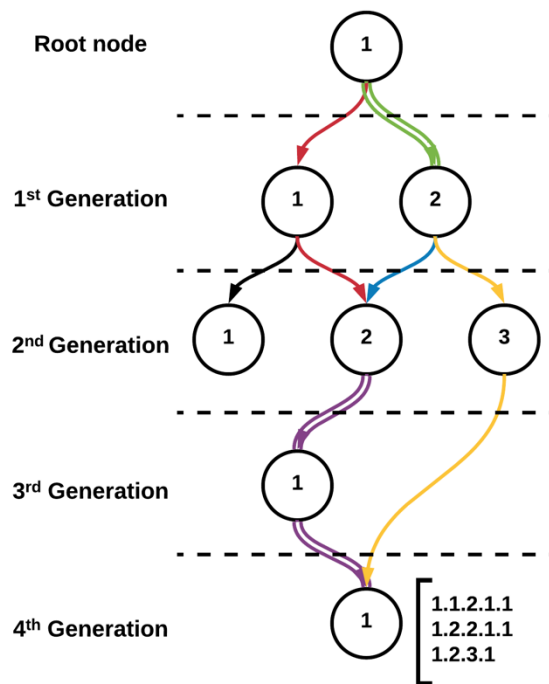 Root node
1
1st Generation
1
2
2nd Generation
1
2
3
3rd Generation
1
4th Generation
1
1.1.2.1.1
1.2.2.1.1
1.2.3.1